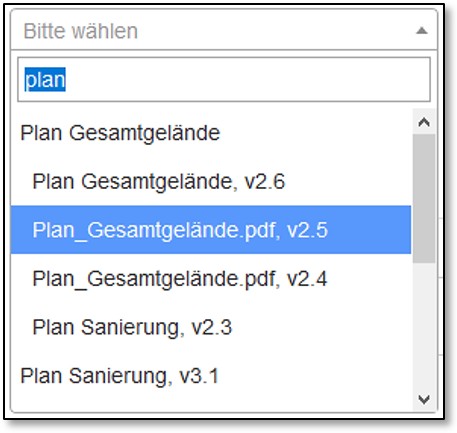 Bitte wählen
plan
Plan Gesamtgelände
Plan Gesamtgelände, v2.6
Plan_Gesamtgelände.pdf, v2.5
Plan_Gesamtgelände.pdf, v2.4
Plan Sanierung, v2.3
Plan Sanierung, v3.1